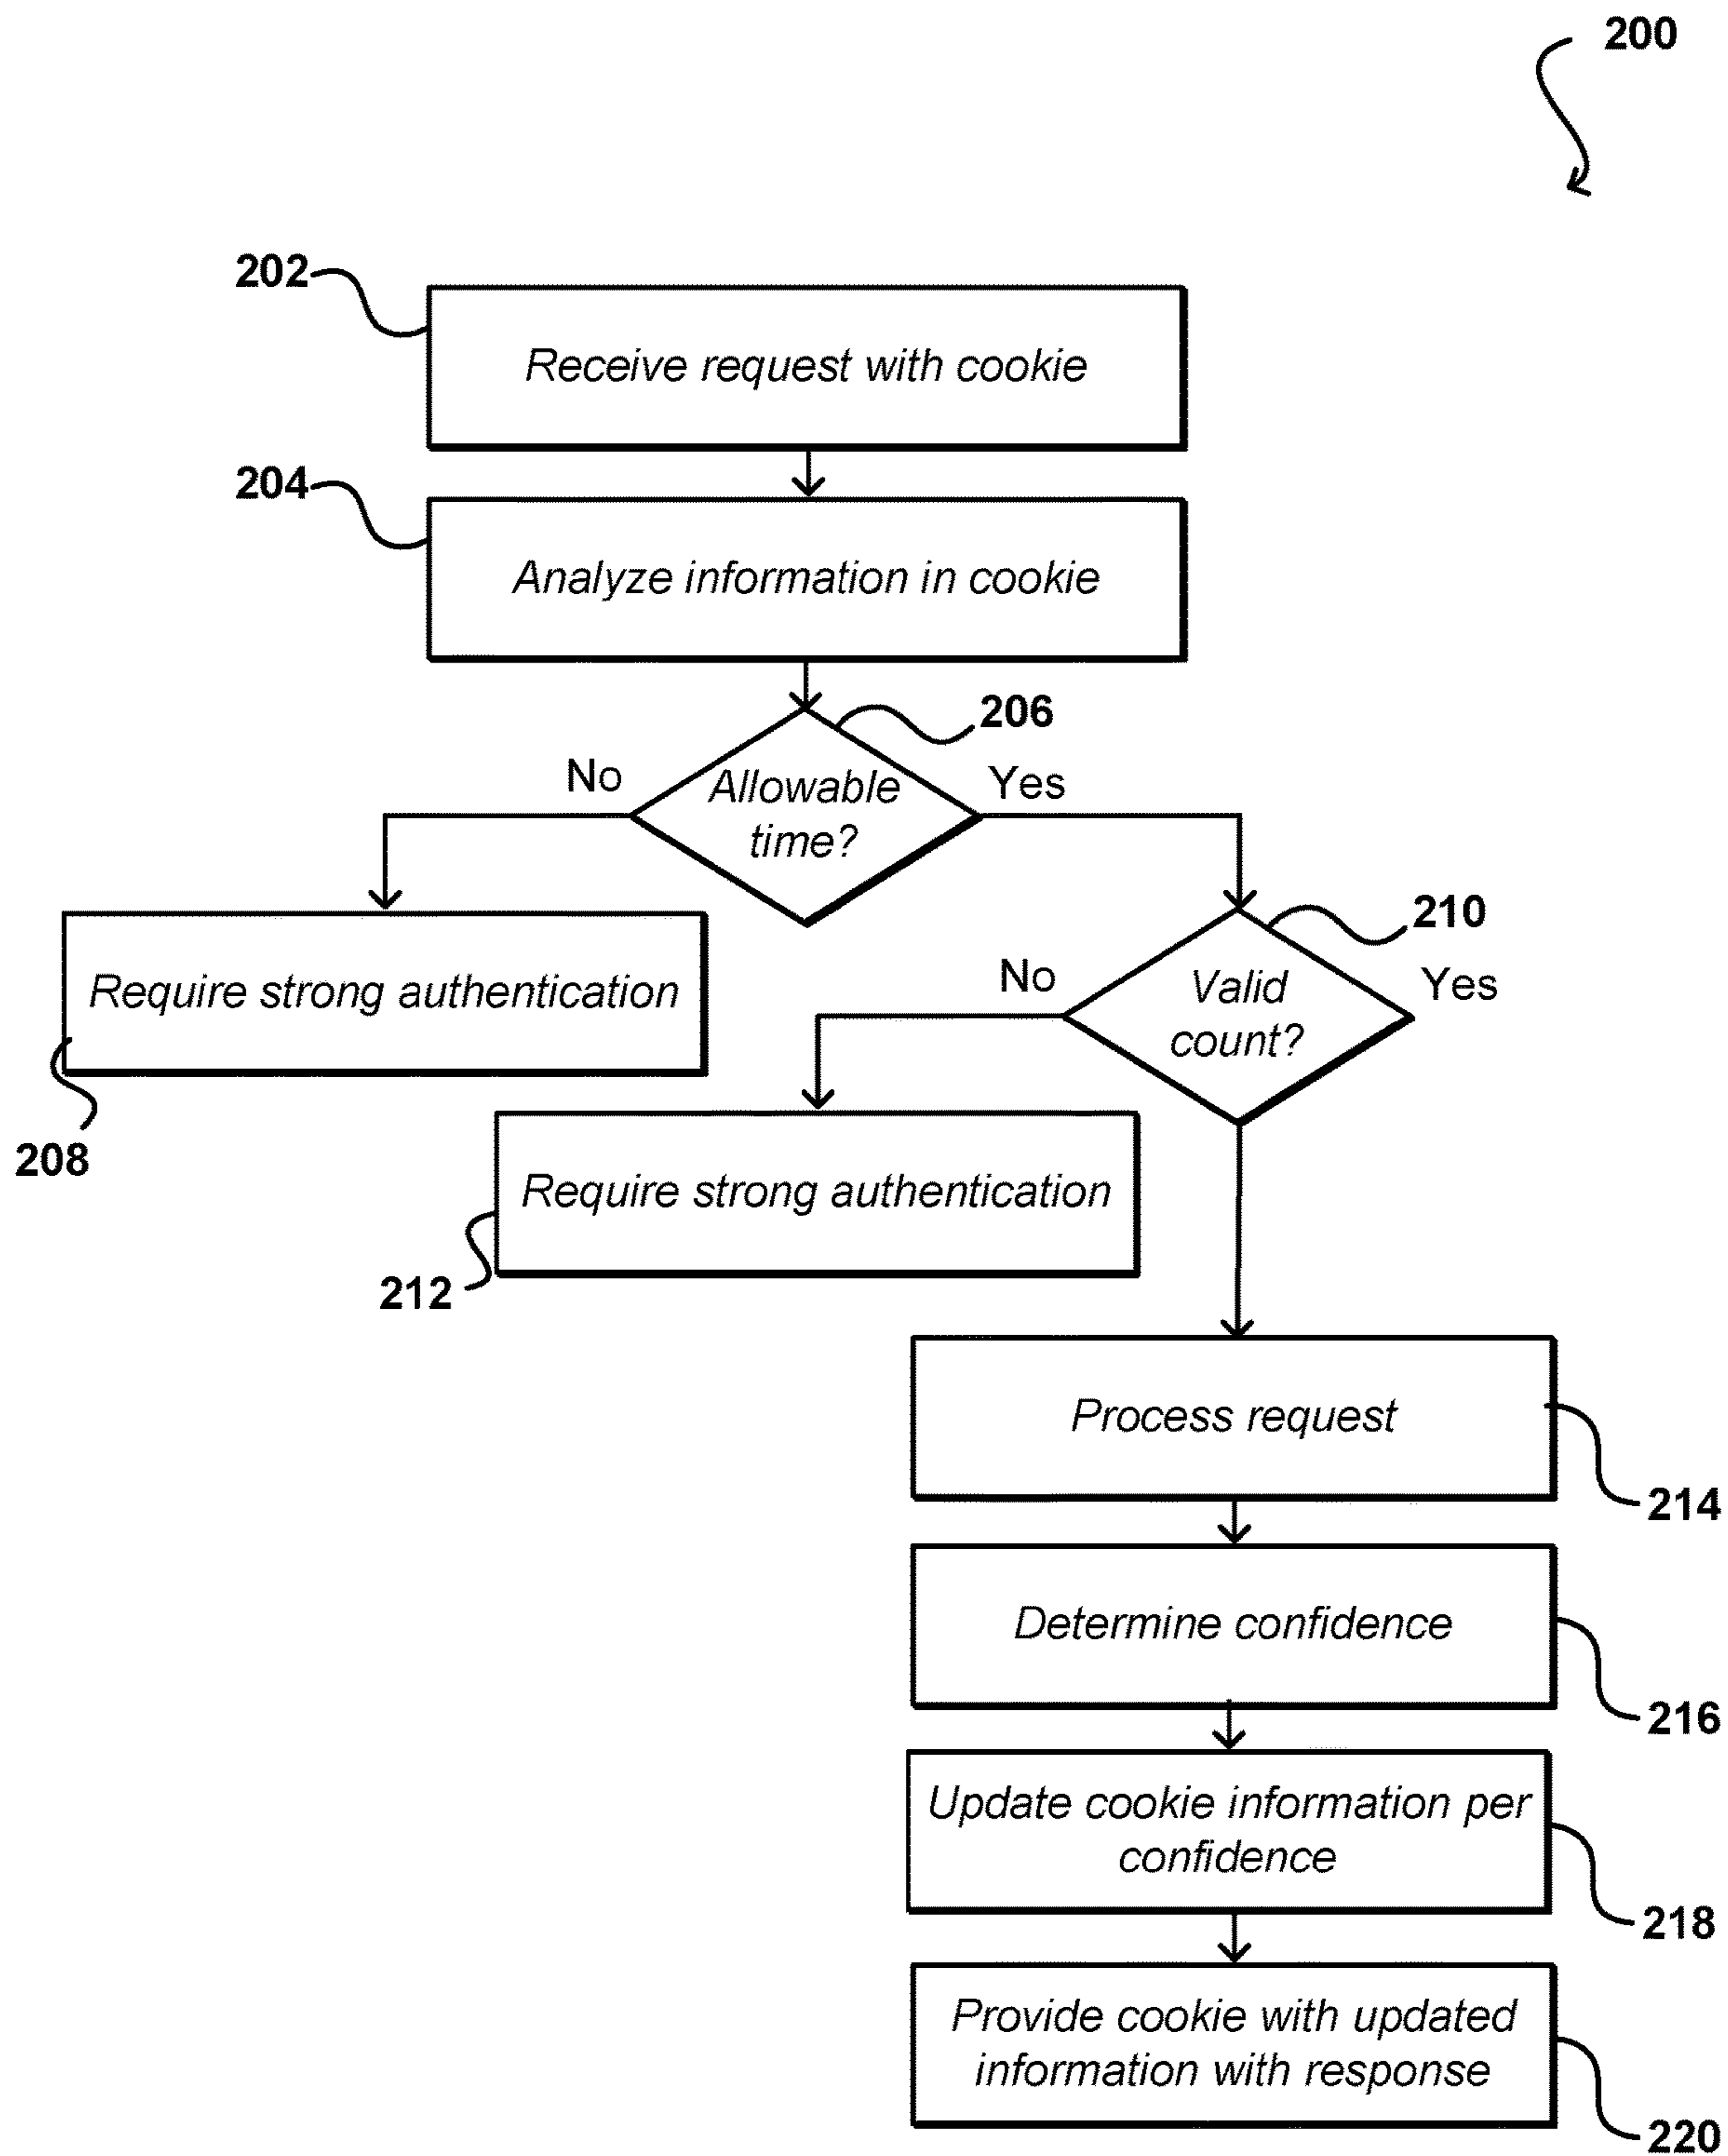 200
202
Receive request with cookie
204
Analyze information in cookie
206
No
Allowable
time?
Yes
210
Require strong authentication
No
Valid
count?
Yes
208
Require strong authentication
212
Process request
214
Determine confidence
216
Update cookie information per
confidence
218
Provide cookie with updated
information with response
220